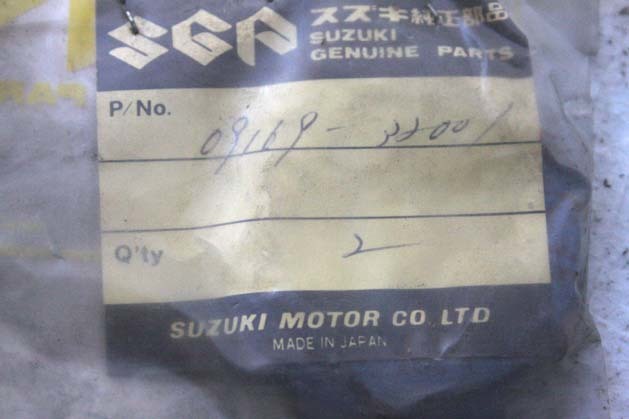 SGP スズキ純正部品
SUZUKI
GENUINE PARTS
P/No. 09169-32001
Q'ty 2
SUZUKI MOTOR CO. LTD
MADE IN JAPAN